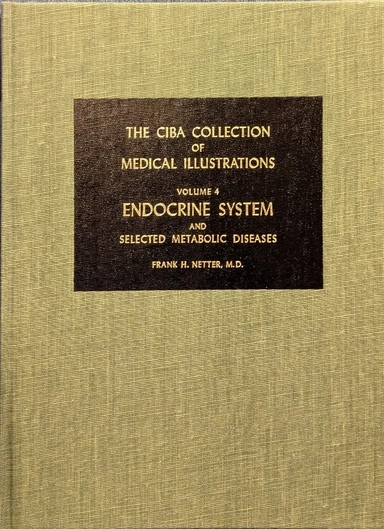 THE CIBA COLLECTION
OF
MEDICAL ILLUSTRATIONS
VOLUME 4
ENDOCRINE SYSTEM
AND
SELECTED METABOLIC DISEASES
FRANK H. NETTER, M.D.